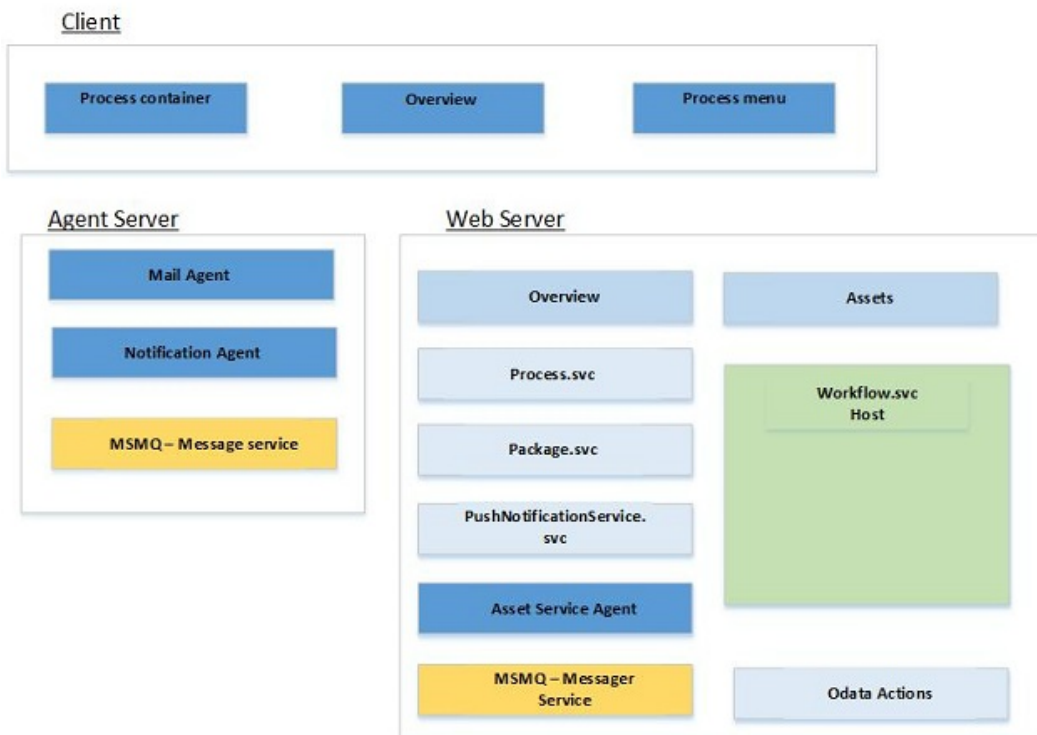 Client
Process container
Overview
Process menu
Agent Server
Mail Agent
Notification Agent
MSMQ – Message service
Web Server
Overview
Assets
Process.svc
Workflow.svc
Host
Package.svc
PushNotificationService.
svc
Asset Service Agent
MSMQ – Messager
Service
Odata Actions